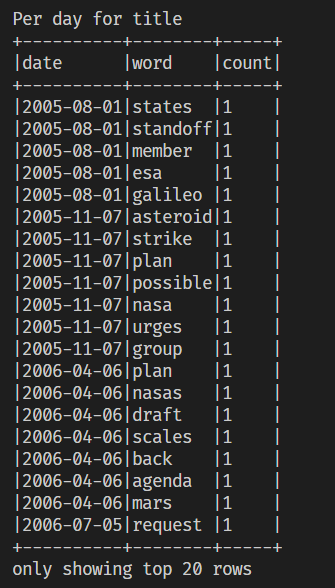 Per day for title
+----------+--------+-----+
|date      |word    |count|
+----------+--------+-----+
|2005-08-01|states  |1    |
|2005-08-01|standoff|1    |
|2005-08-01|member  |1    |
|2005-08-01|esa     |1    |
|2005-08-01|galileo |1    |
|2005-11-07|asteroid|1    |
|2005-11-07|strike  |1    |
|2005-11-07|plan    |1    |
|2005-11-07|possible|1    |
|2005-11-07|nasa    |1    |
|2005-11-07|urges   |1    |
|2005-11-07|group   |1    |
|2006-04-06|plan    |1    |
|2006-04-06|nasas   |1    |
|2006-04-06|draft   |1    |
|2006-04-06|scales  |1    |
|2006-04-06|back    |1    |
|2006-04-06|agenda  |1    |
|2006-04-06|mars    |1    |
|2006-07-05|request |1    |
+----------+--------+-----+
only showing top 20 rows